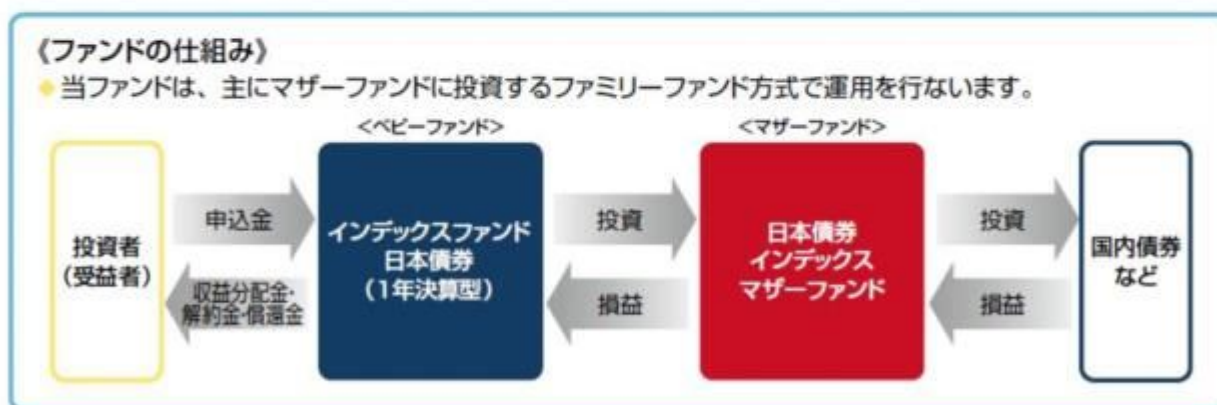 《ファンドの仕組み》
◆当ファンドは、主にマザーファンドに投資するファミリーファンド方式で運用を行ないます。
<ベビーファンド>
<マザーファンド>
投資者
(受益者)
申込金
収益分配金・
解約金・償還金
インデックスファンド
日本債券
(1年決算型)
投資
損益
日本債券
インデックス
マザーファンド
投資
損益
国内債券
など